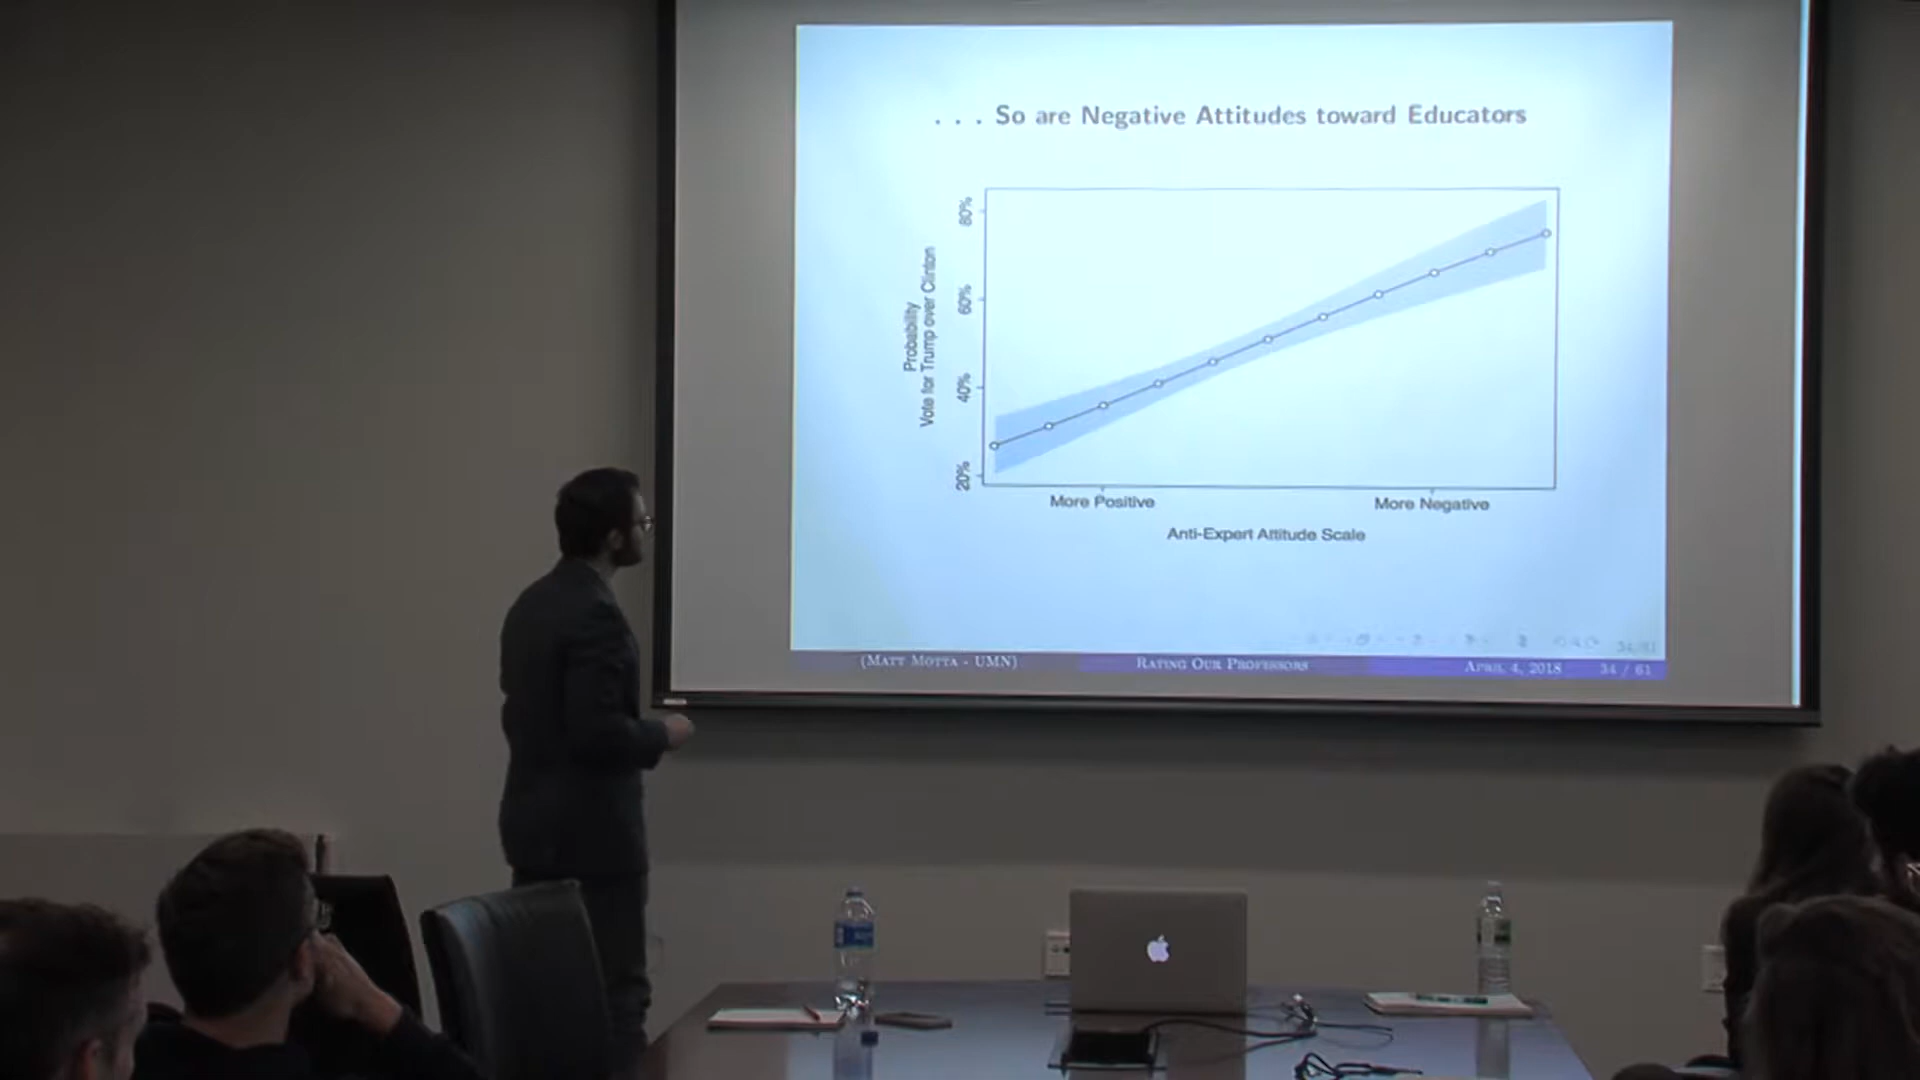 . . . So are Negative Attitudes toward Educators
Probability
Vote for Trump over Clinton
80%
60%
40%
20%
More Positive
More Negative
Anti-Expert Attitude Scale
(Matt Motta - UMN)
Rating Our Professors
April 4, 2018
34 / 61